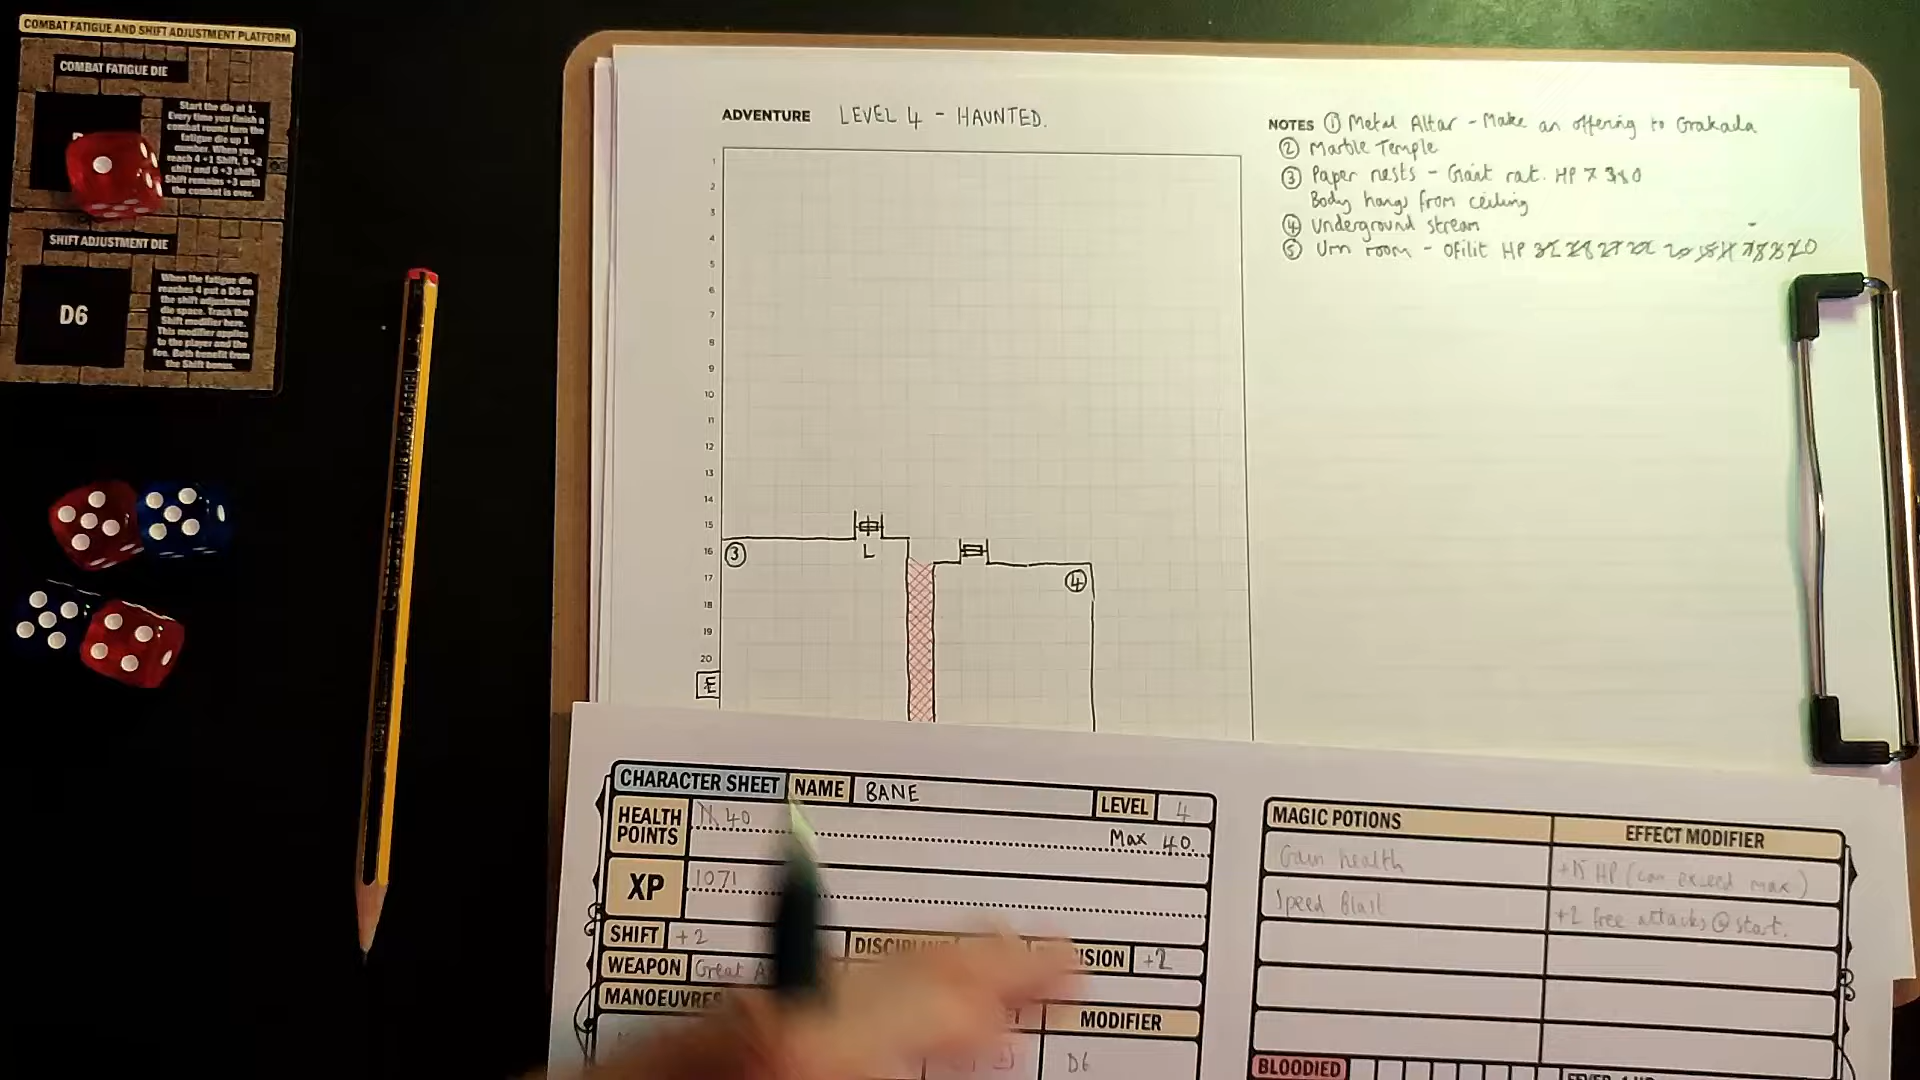 COMBAT FATIGUE AND SHIFT ADJUSTMENT PLATFORM
COMBAT FATIGUE DIE
Start the die at 1.
Every time you finish a
combat round turn the
fatigue die up 1
number. When you
reach 4 +1 Shift, 5 +2
shift and 6 +3 shift.
Shift remains +3 until
the combat is over.
SHIFT ADJUSTMENT DIE
D6
When the fatigue die
reaches 4 put a D6 on
the shift adjustment
die space. Track the
Shift modifier here.
This modifier applies
to the player and the
foe. Both benefit from
the Shift bonus.
ADVENTURE LEVEL 4 - HAUNTED.
NOTES ① Metal Altar - Make an offering to Grakada
② Marble Temple
③ Paper nests - Giant rat. HP
Body hangs from ceiling
④ Underground stream
⑤ Urn room - Ofilit HP
1
2
3
4
5
6
7
8
9
10
11
12
13
14
15
16
17
18
19
20
E
③
L
④
CHARACTER SHEET NAME BANE LEVEL 4
HEALTH POINTS 40 Max 40.
XP 1071
SHIFT +2
WEAPON Great
MANOEUVRES
MODIFIER
D6
MAGIC POTIONS EFFECT MODIFIER
Gain health +15 HP (can exceed max)
Speed Blast +2 free attacks @ start.
BLOODIED